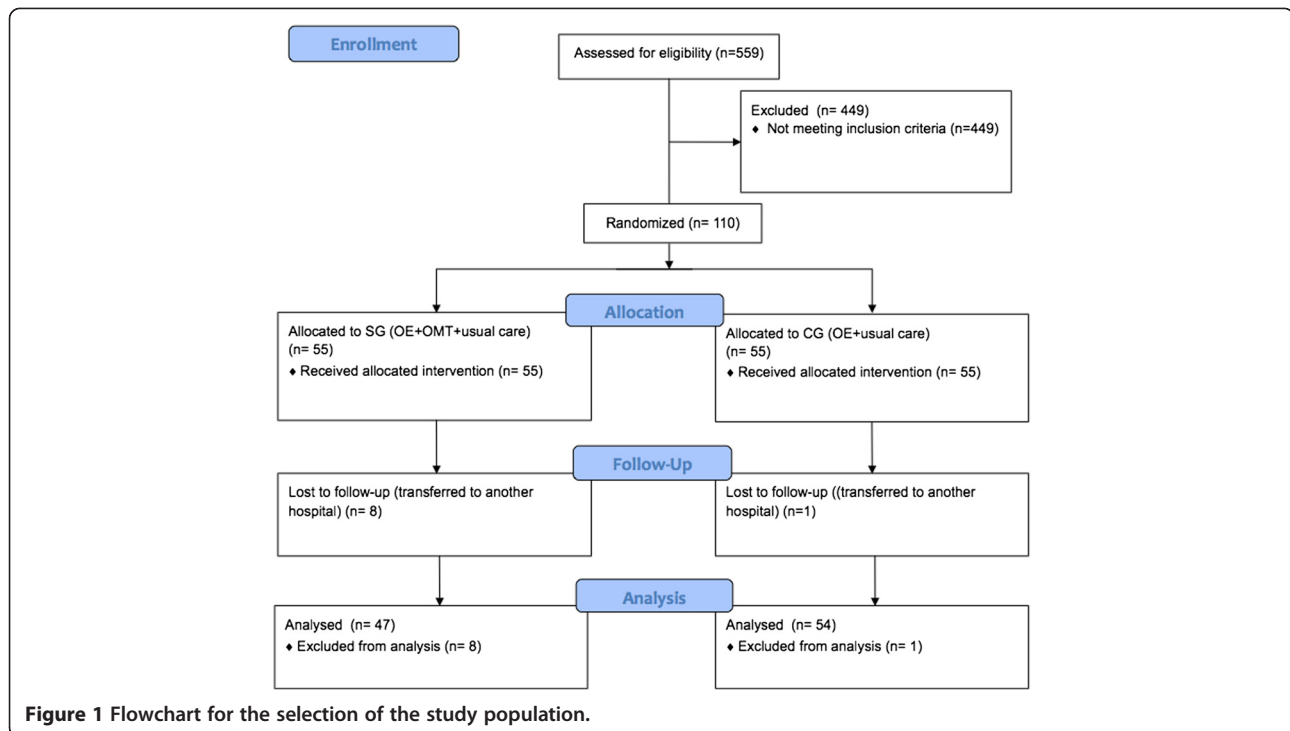 Enrollment
Assessed for eligibility (n=559)
Excluded (n= 449)
♦ Not meeting inclusion criteria (n=449)
Randomized (n= 110)
Allocation
Allocated to SG (OE+OMT+usual care)
(n= 55)
♦ Received allocated intervention (n= 55)
Allocated to CG (OE+usual care)
(n= 55)
♦ Received allocated intervention (n= 55)
Follow-Up
Lost to follow-up (transferred to another
hospital) (n= 8)
Lost to follow-up ((transferred to another
hospital) (n=1)
Analysis
Analysed (n= 47)
♦ Excluded from analysis (n= 8)
Analysed (n= 54)
♦ Excluded from analysis (n= 1)
Figure 1 Flowchart for the selection of the study population.